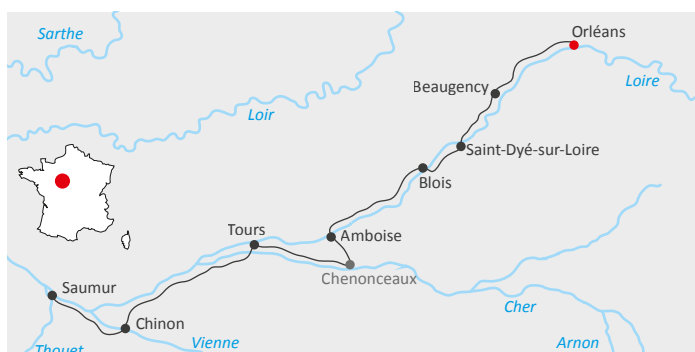 Orléans
Sarthe
Loire
Beaugency
Loir
Saint-Dyé-sur-Loire
Blois
Tours
Amboise
Chenonceaux
Saumur
Cher
Chinon
Vienne
Arnon
Thouet